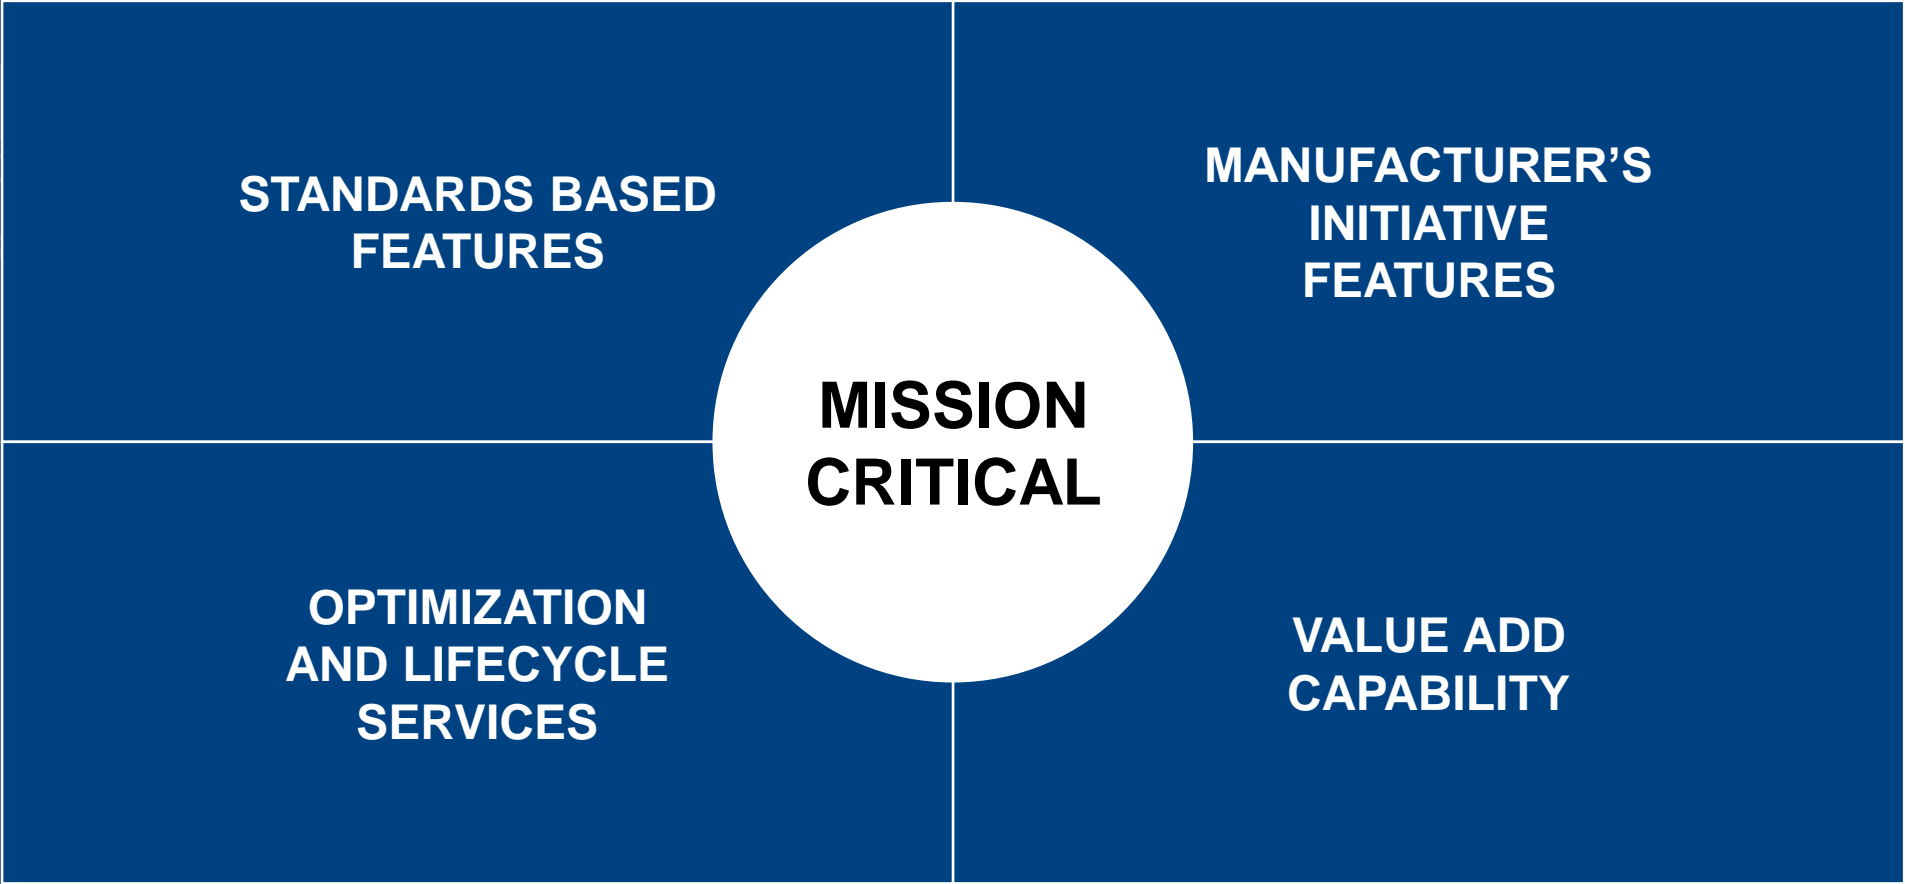 STANDARDS BASED
FEATURES
MANUFACTURER’S
INITIATIVE
FEATURES
MISSION
CRITICAL
OPTIMIZATION
AND LIFECYCLE
SERVICES
VALUE ADD
CAPABILITY